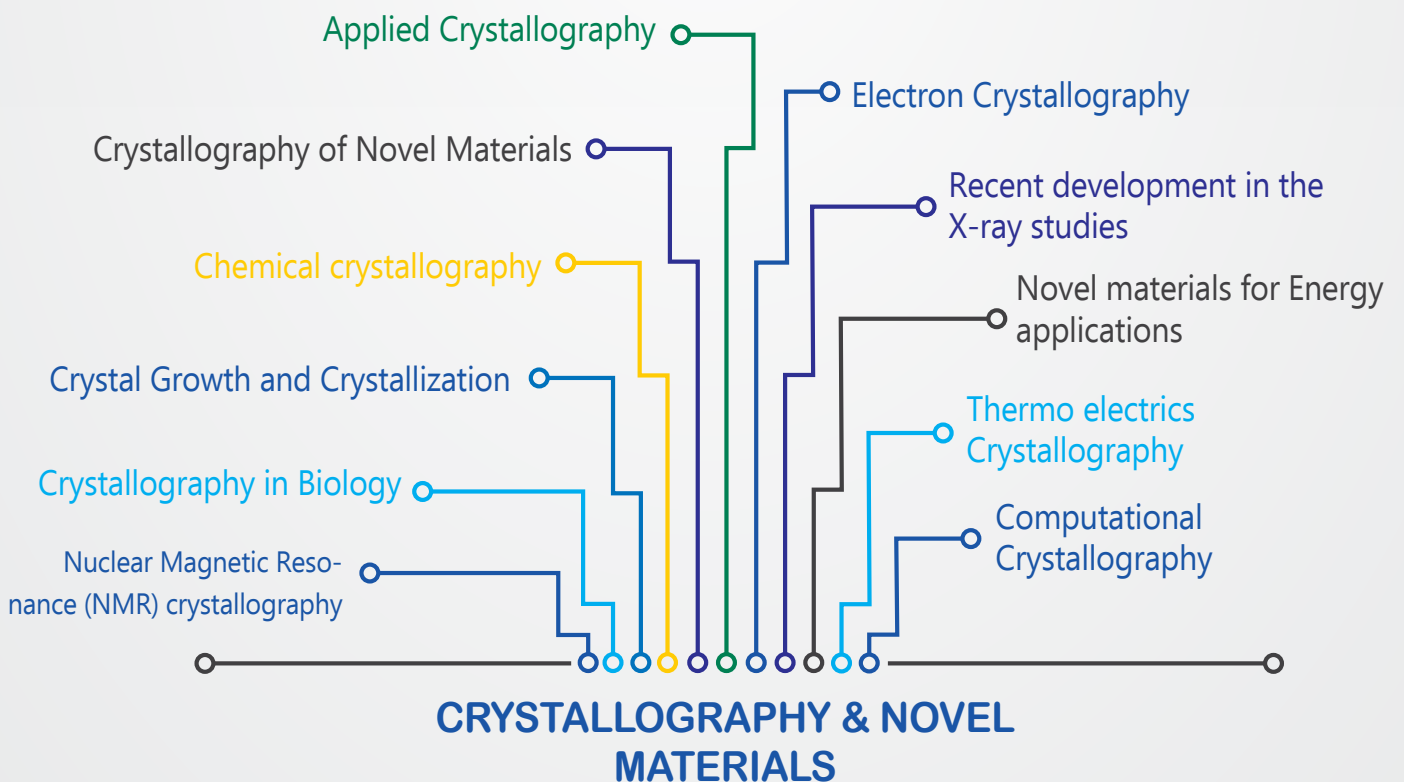 Applied Crystallography
Electron Crystallography
Crystallography of Novel Materials
Recent development in the
X-ray studies
Chemical crystallography
Novel materials for Energy
applications
Crystal Growth and Crystallization
Thermo electrics
Crystallography
Crystallography in Biology
Computational
Crystallography
Nuclear Magnetic Reso-
nance (NMR) crystallography
CRYSTALLOGRAPHY & NOVEL
MATERIALS